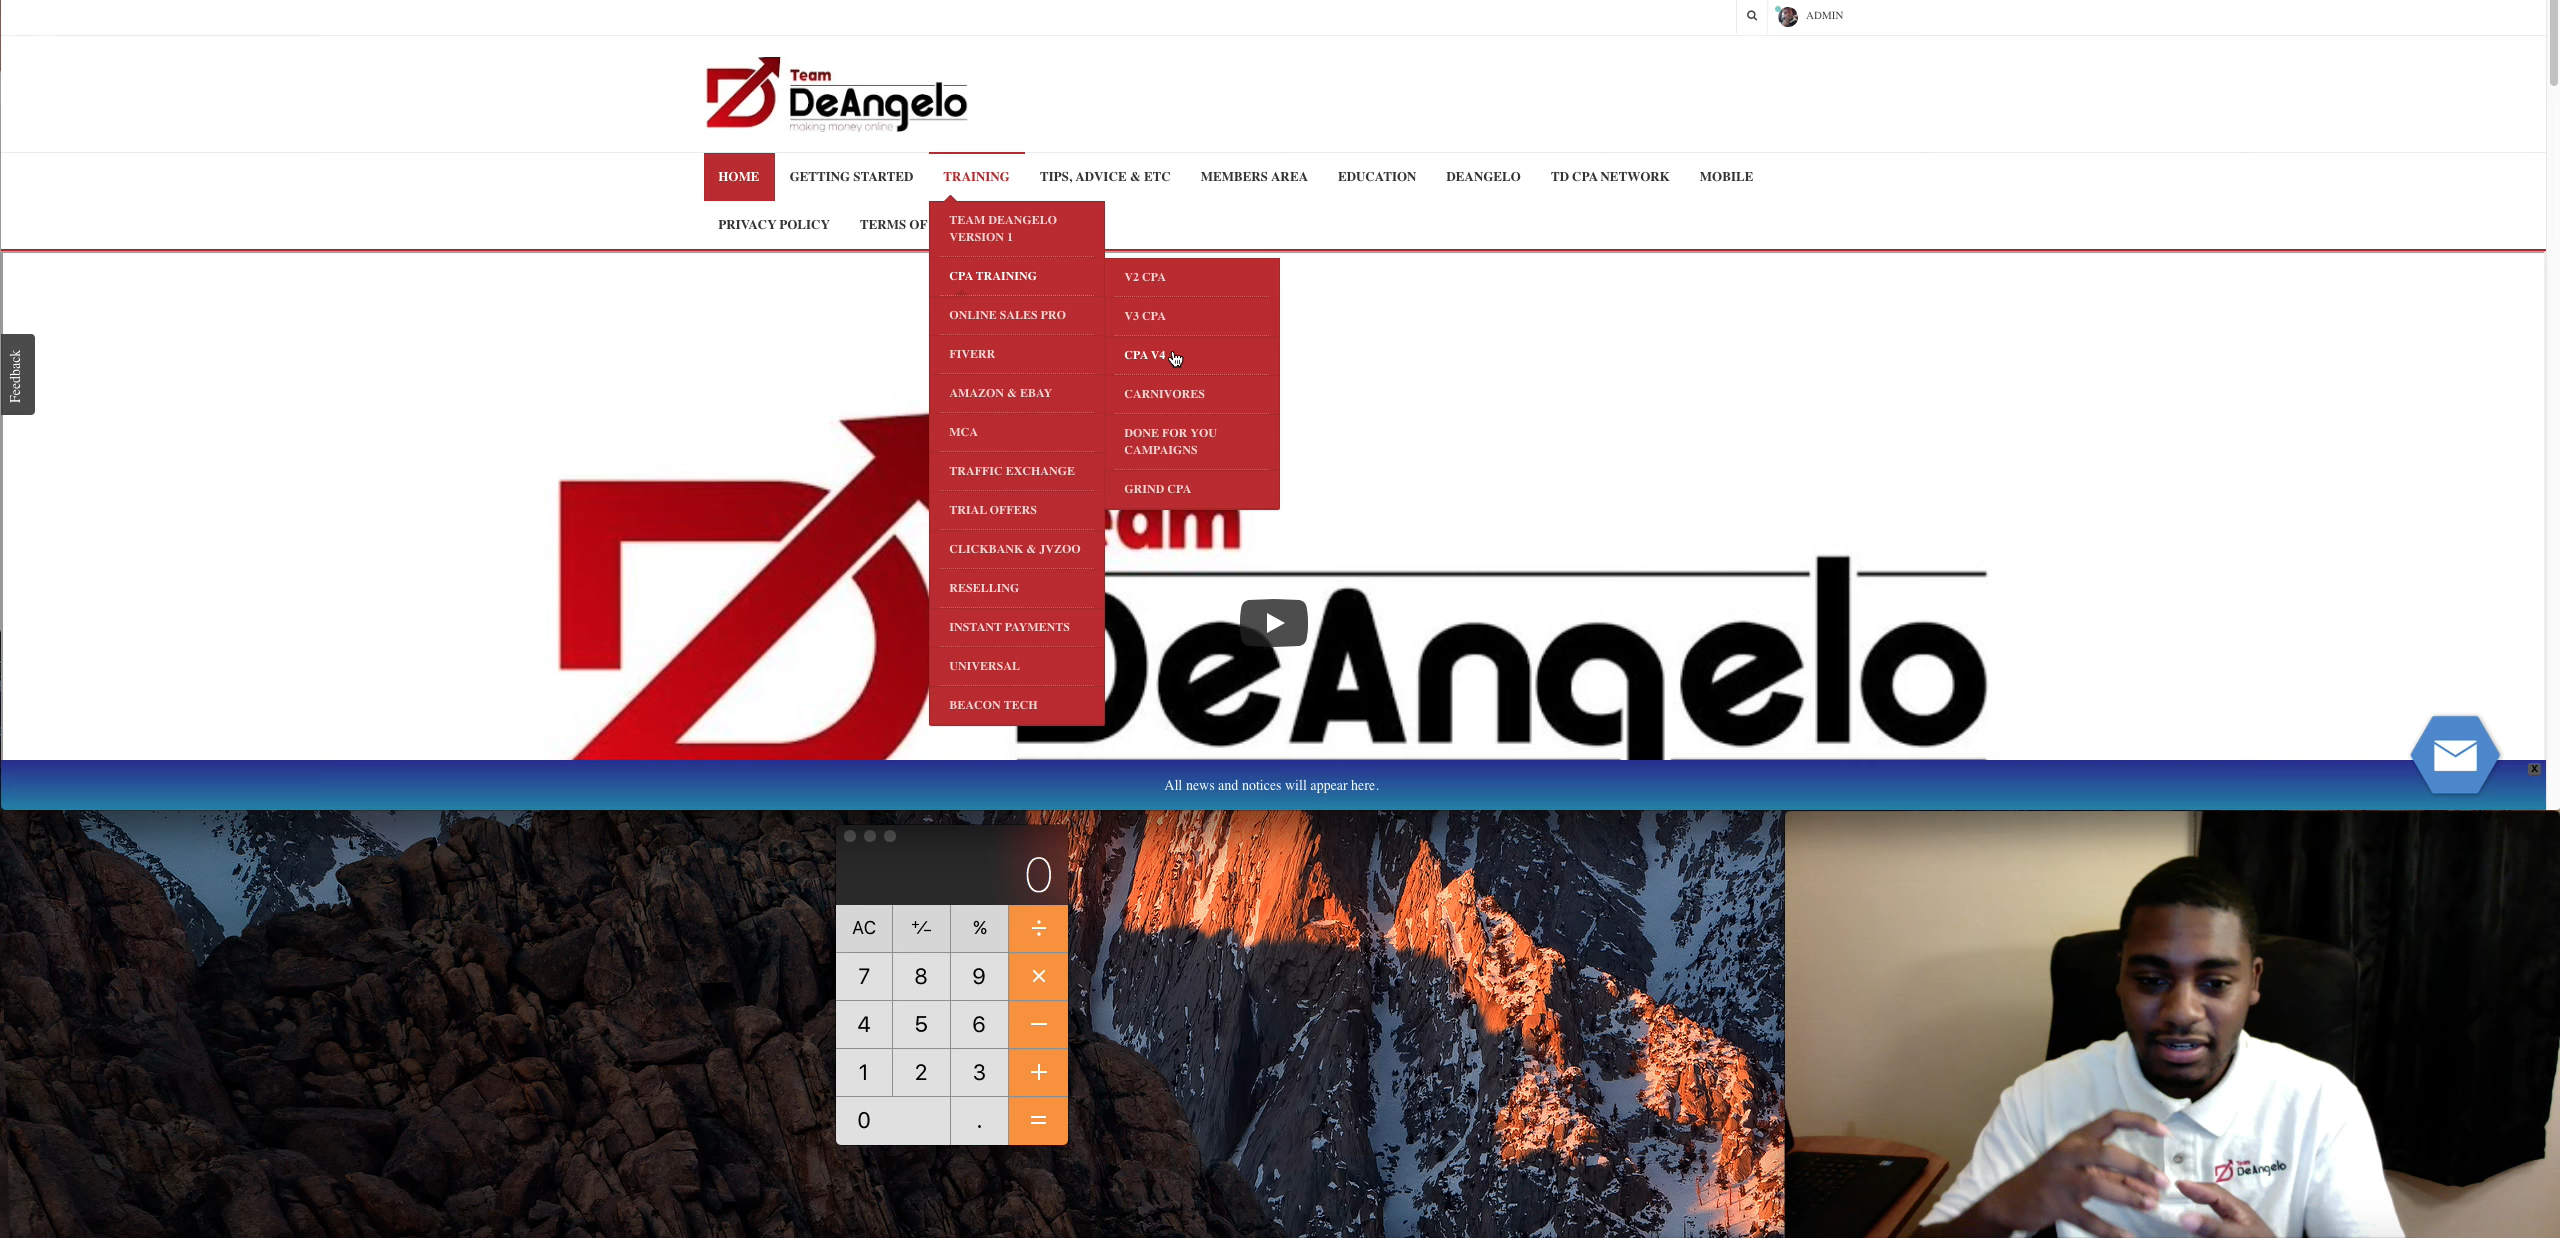 ADMIN
Team
DeAngelo
making money online
HOME GETTING STARTED TRAINING TIPS, ADVICE & ETC MEMBERS AREA EDUCATION DEANGELO TD CPA NETWORK MOBILE
PRIVACY POLICY TERMS OF
TEAM DEANGELO
VERSION 1
CPA TRAINING
ONLINE SALES PRO
FIVERR
AMAZON & EBAY
MCA
TRAFFIC EXCHANGE
TRIAL OFFERS
CLICKBANK & JVZOO
RESELLING
INSTANT PAYMENTS
UNIVERSAL
BEACON TECH
V2 CPA
V3 CPA
CPA V4
CARNIVORES
DONE FOR YOU
CAMPAIGNS
GRIND CPA
Feedback
eam
DeAngelo
All news and notices will appear here.
X
0
AC +⁄− % ÷
7 8 9 ×
4 5 6 −
1 2 3 +
0 . =
Team
DeAngelo